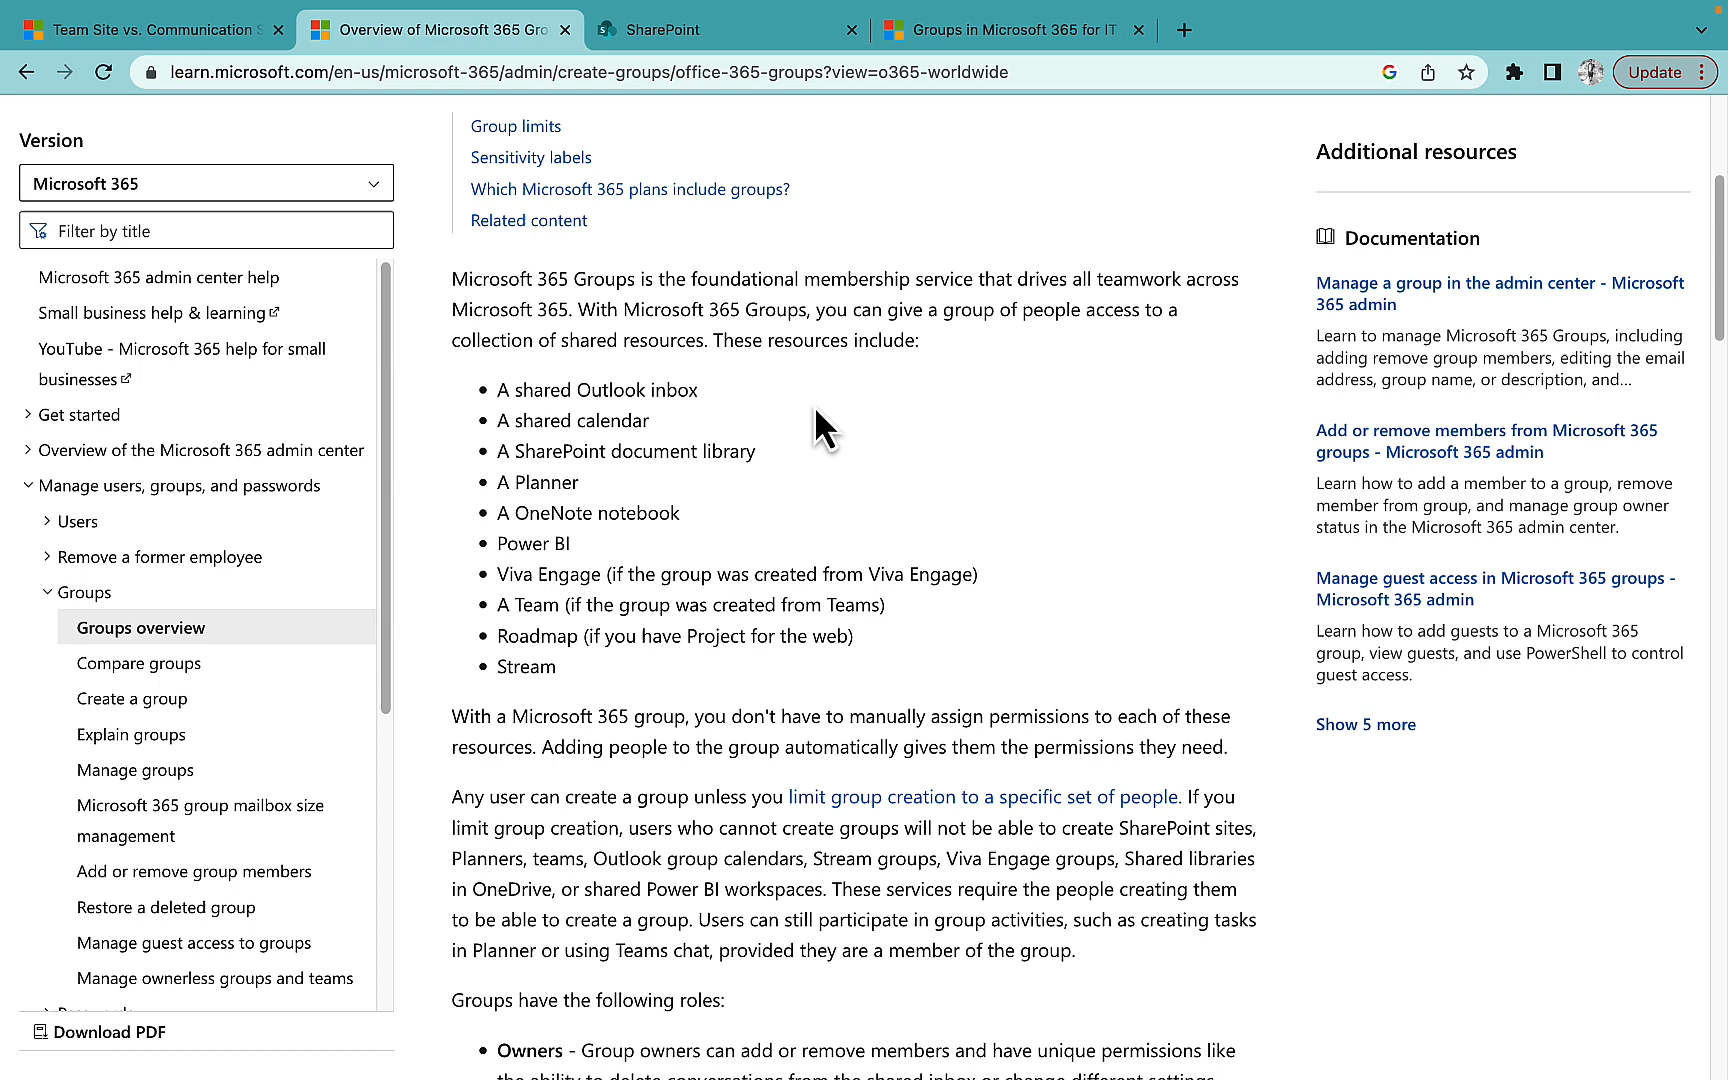 Team Site vs. Communication S
Overview of Microsoft 365 Gro
SharePoint
Groups in Microsoft 365 for IT
learn.microsoft.com/en-us/microsoft-365/admin/create-groups/office-365-groups?view=o365-worldwide
Update
Version
Microsoft 365
Filter by title
Microsoft 365 admin center help
Small business help & learning
YouTube - Microsoft 365 help for small
businesses
Get started
Overview of the Microsoft 365 admin center
Manage users, groups, and passwords
Users
Remove a former employee
Groups
Groups overview
Compare groups
Create a group
Explain groups
Manage groups
Microsoft 365 group mailbox size
management
Add or remove group members
Restore a deleted group
Manage guest access to groups
Manage ownerless groups and teams
Download PDF
Group limits
Sensitivity labels
Which Microsoft 365 plans include groups?
Related content
Microsoft 365 Groups is the foundational membership service that drives all teamwork across
Microsoft 365. With Microsoft 365 Groups, you can give a group of people access to a
collection of shared resources. These resources include:
• A shared Outlook inbox
• A shared calendar
• A SharePoint document library
• A Planner
• A OneNote notebook
• Power BI
• Viva Engage (if the group was created from Viva Engage)
• A Team (if the group was created from Teams)
• Roadmap (if you have Project for the web)
• Stream
With a Microsoft 365 group, you don't have to manually assign permissions to each of these
resources. Adding people to the group automatically gives them the permissions they need.
Any user can create a group unless you limit group creation to a specific set of people. If you
limit group creation, users who cannot create groups will not be able to create SharePoint sites,
Planners, teams, Outlook group calendars, Stream groups, Viva Engage groups, Shared libraries
in OneDrive, or shared Power BI workspaces. These services require the people creating them
to be able to create a group. Users can still participate in group activities, such as creating tasks
in Planner or using Teams chat, provided they are a member of the group.
Groups have the following roles:
• Owners - Group owners can add or remove members and have unique permissions like
the ability to delete conversations from the shared inbox or change different settings
Additional resources
Documentation
Manage a group in the admin center - Microsoft
365 admin
Learn to manage Microsoft 365 Groups, including
adding remove group members, editing the email
address, group name, or description, and...
Add or remove members from Microsoft 365
groups - Microsoft 365 admin
Learn how to add a member to a group, remove
member from group, and manage group owner
status in the Microsoft 365 admin center.
Manage guest access in Microsoft 365 groups -
Microsoft 365 admin
Learn how to add guests to a Microsoft 365
group, view guests, and use PowerShell to control
guest access.
Show 5 more